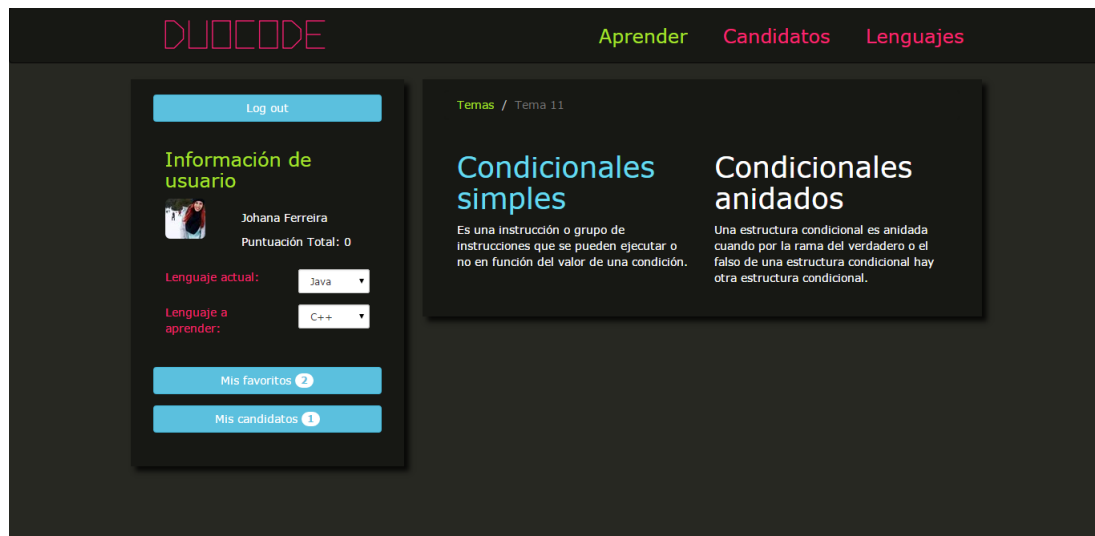 DUOCODE
Aprender Candidatos Lenguajes
Log out
Información de
usuario
Johana Ferreira
Puntuación Total: 0
Lenguaje actual: Java
Lenguaje a
aprender: C++
Mis favoritos 2
Mis candidatos 1
Temas / Tema 11
Condicionales
simples
Es una instrucción o grupo de
instrucciones que se pueden ejecutar o
no en función del valor de una condición.
Condicionales
anidados
Una estructura condicional es anidada
cuando por la rama del verdadero o el
falso de una estructura condicional hay
otra estructura condicional.